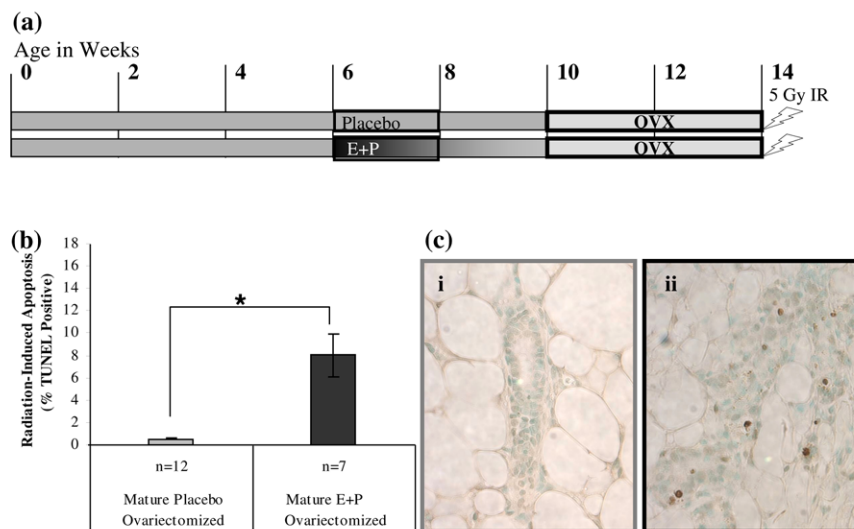 (a)
Age in Weeks
0 2 4 6 8 10 12 14
5 Gy IR
Placebo OVX
E+P OVX
(b)
Radiation-Induced Apoptosis
(% TUNEL Positive)
18
16
14
12
10
8
6
4
2
0
*
n=12 n=7
Mature Placebo Mature E+P
Ovariectomized Ovariectomized
(c)
i ii